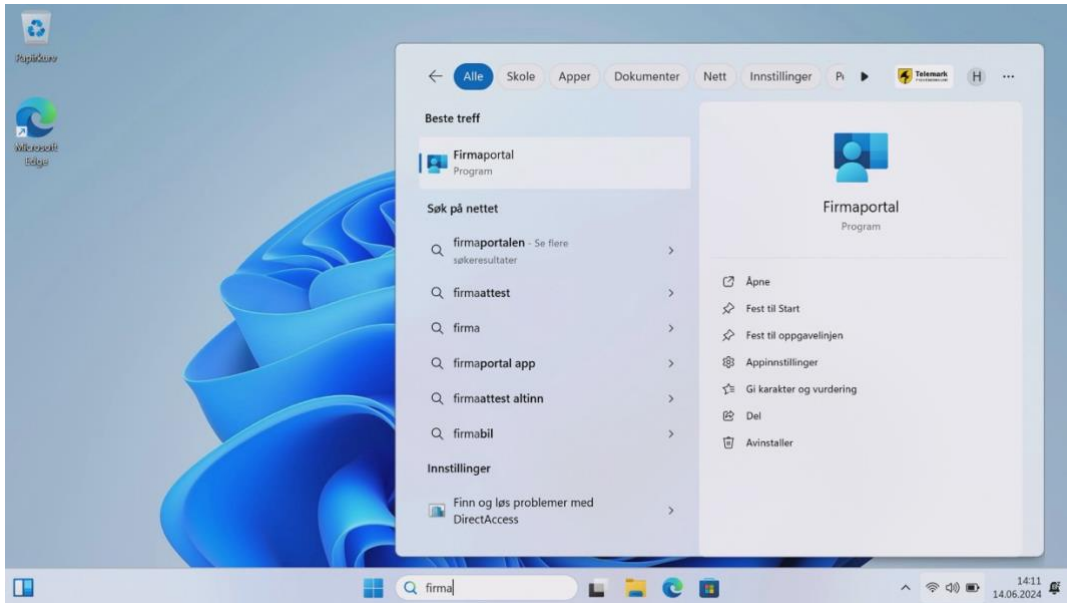 Papirkurv
Microsoft
Edge
Alle Skole Apper Dokumenter Nett Innstillinger Telemark H ...
Beste treff
Firmaportal
Program
Søk på nettet
firmaportalen - Se flere
søkeresultater
firmaattest
firma
firmaportal app
firmaattest altinn
firmabil
Innstillinger
Finn og løs problemer med
DirectAccess
Firmaportal
Program
Åpne
Fest til Start
Fest til oppgavelinjen
Appinnstillinger
Gi karakter og vurdering
Del
Avinstaller
firma
14:11
14.06.2024